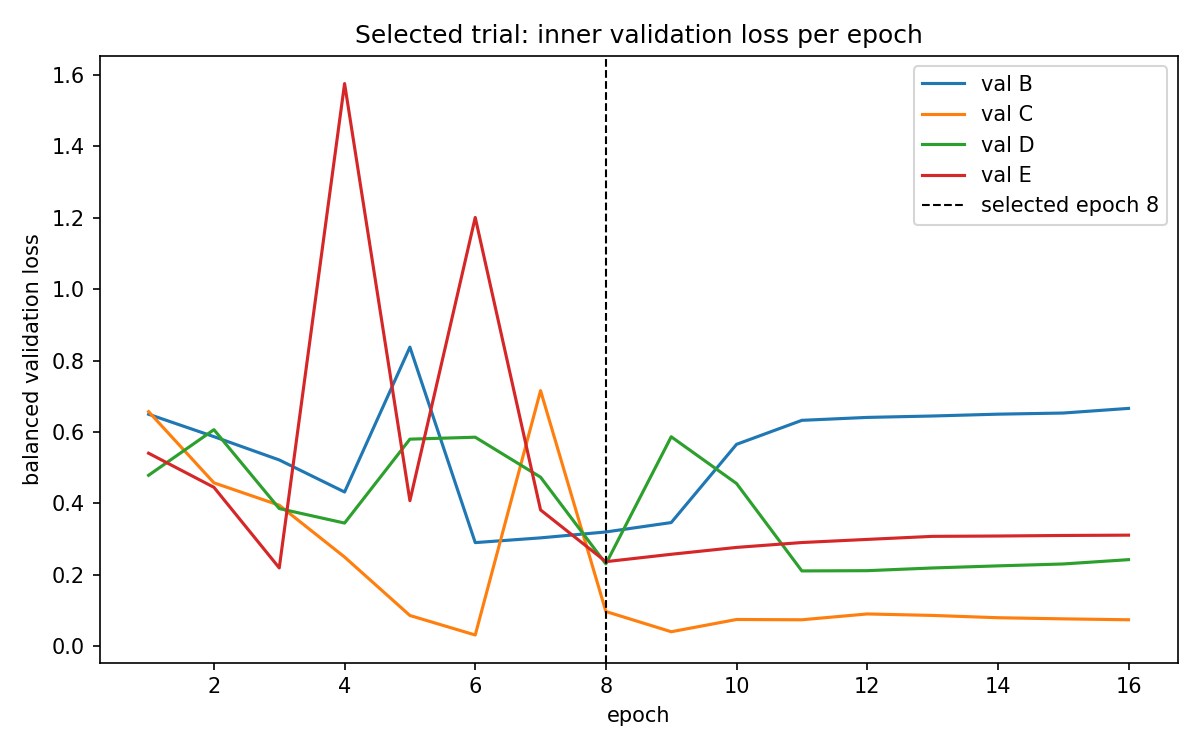 Selected trial: inner validation loss per epoch
balanced validation loss
1.6
1.4
1.2
1.0
0.8
0.6
0.4
0.2
0.0
val B
val C
val D
val E
selected epoch 8
2 4 6 8 10 12 14 16
epoch